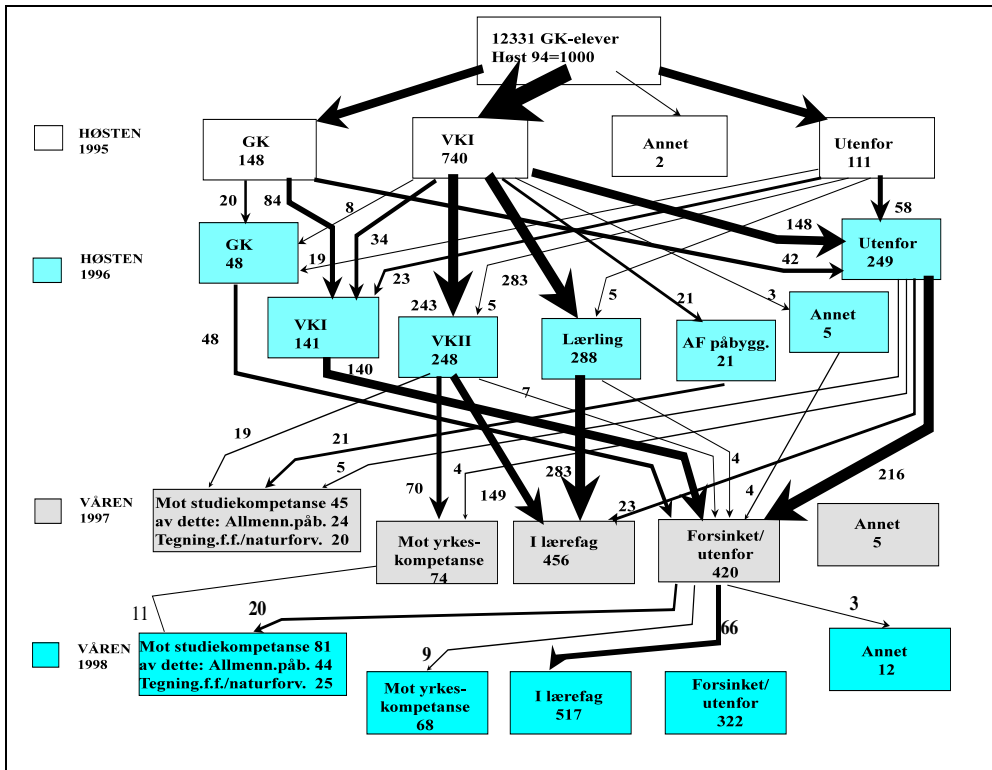 12331 GK-elever
Høst 94=1000
HØSTEN
1995
GK
148
VKI
740
Annet
2
Utenfor
111
20
84
8
34
19
23
243
5
283
5
21
3
148
42
58
HØSTEN
1996
GK
48
VKI
141
VKII
248
Lærling
288
AF påbygg.
21
Annet
5
Utenfor
249
48
140
19
21
5
70
4
149
283
7
4
23
4
216
VÅREN
1997
Mot studiekompetanse 45
av dette: Allmenn.påb. 24
Tegning.f.f./naturforv. 20
Mot yrkes-
kompetanse
74
I lærefag
456
Forsinket/
utenfor
420
Annet
5
11
20
9
66
3
VÅREN
1998
Mot studiekompetanse 81
av dette: Allmenn.påb. 44
Tegning.f.f./naturforv. 25
Mot yrkes-
kompetanse
68
I lærefag
517
Forsinket/
utenfor
322
Annet
12